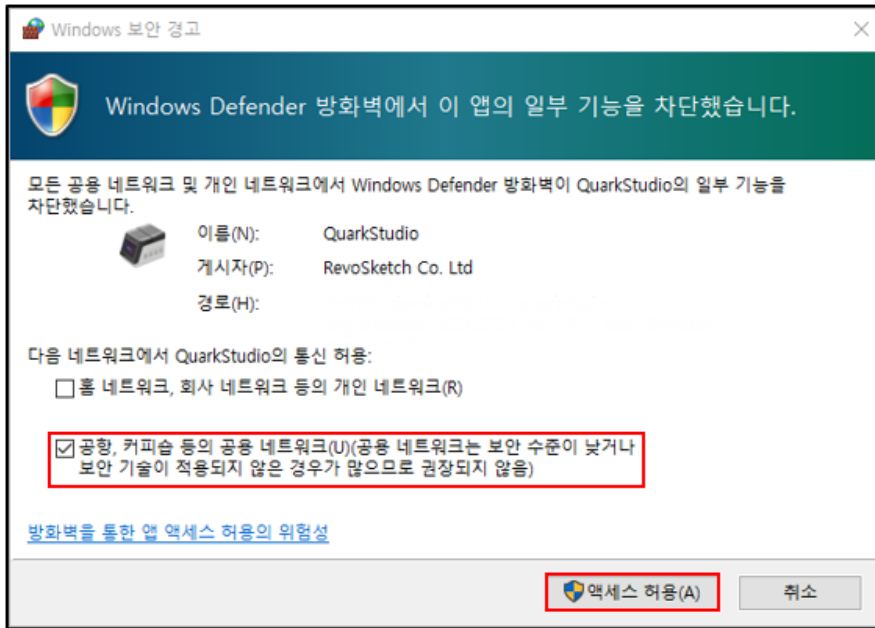 Windows 보안 경고
Windows Defender 방화벽에서 이 앱의 일부 기능을 차단했습니다.
모든 공용 네트워크 및 개인 네트워크에서 Windows Defender 방화벽이 QuarkStudio의 일부 기능을
차단했습니다.
이름(N): QuarkStudio
게시자(P): RevoSketch Co. Ltd
경로(H):
다음 네트워크에서 QuarkStudio의 통신 허용:
홈 네트워크, 회사 네트워크 등의 개인 네트워크(R)
공항, 커피숍 등의 공용 네트워크(U)(공용 네트워크는 보안 수준이 낮거나
보안 기술이 적용되지 않은 경우가 많으므로 권장되지 않음)
방화벽을 통한 앱 액세스 허용의 위험성
액세스 허용(A) 취소